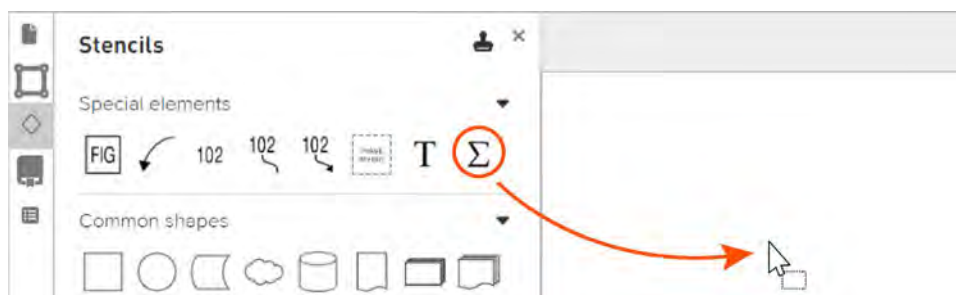 Stencils
Special elements
FIG 102 102 102 T Σ
Common shapes